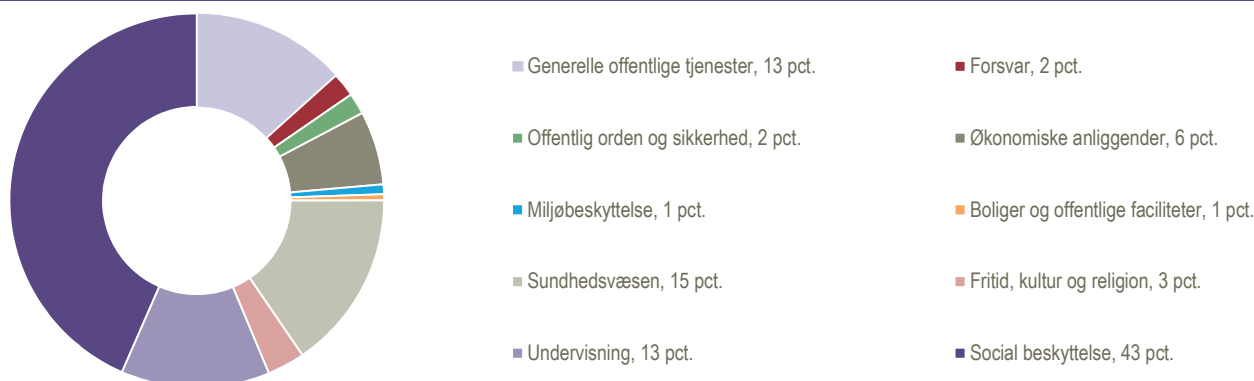 Generelle offentlige tjenester, 13 pct.
Forsvar, 2 pct.
Offentlig orden og sikkerhed, 2 pct.
Økonomiske anliggender, 6 pct.
Miljøbeskyttelse, 1 pct.
Boliger og offentlige faciliteter, 1 pct.
Sundhedsvæsen, 15 pct.
Fritid, kultur og religion, 3 pct.
Undervisning, 13 pct.
Social beskyttelse, 43 pct.